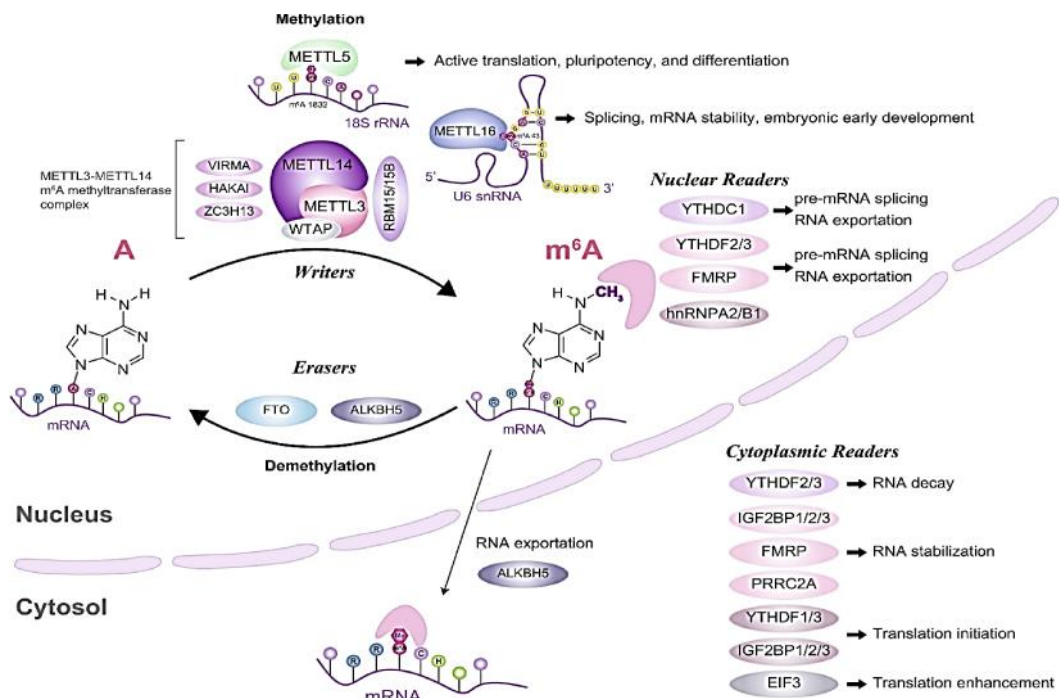 Methylation
METTL5
Active translation, pluripotency, and differentiation
U U C A
m⁶A 1832
18S rRNA
METTL16
m⁶A 43
Splicing, mRNA stability, embryonic early development
5'
U6 snRNA
U U U U U
3'
METTL3-METTL14
m⁶A methyltransferase
complex
VIRMA
HAKAI
ZC3H13
METTL14
METTL3
WTAP
RBM15/15B
A
Writers
m⁶A
Nuclear Readers
YTHDC1
pre-mRNA splicing
RNA exportation
YTHDF2/3
FMRP
pre-mRNA splicing
RNA exportation
hnRNPA2/B1
H N H
N N
N N
R R A C H
mRNA
H N CH₃
N N
N N
R R C H
mRNA
Erasers
FTO
ALKBH5
Demethylation
Nucleus
Cytosol
RNA exportation
ALKBH5
R R C H
mRNA
Cytoplasmic Readers
YTHDF2/3
RNA decay
IGF2BP1/2/3
FMRP
RNA stabilization
PRRC2A
YTHDF1/3
Translation initiation
IGF2BP1/2/3
EIF3
Translation enhancement